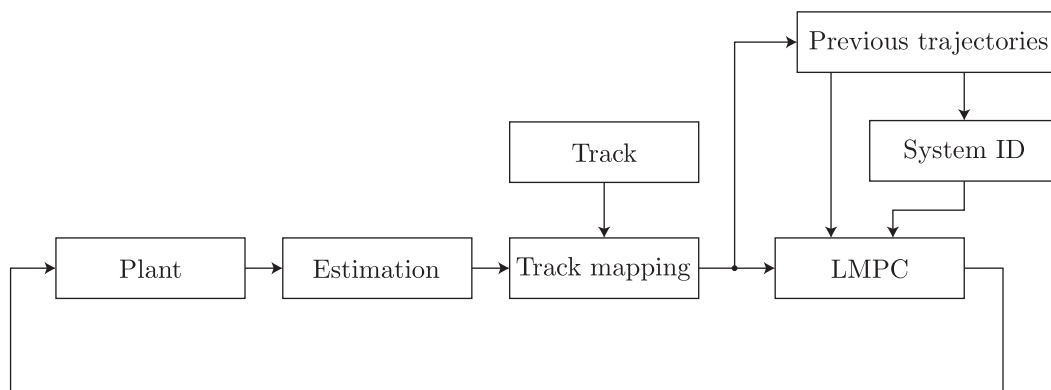 Previous trajectories
Track
System ID
Plant
Estimation
Track mapping
LMPC